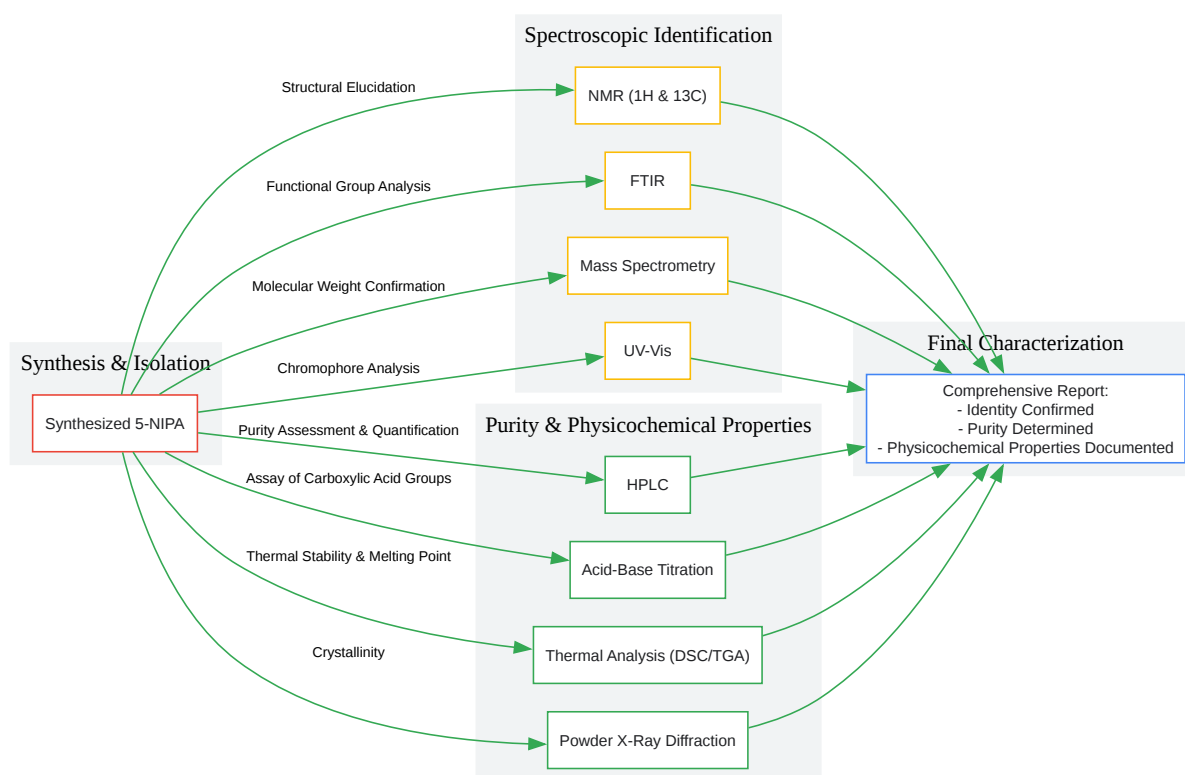 Spectroscopic Identification
Structural Elucidation
NMR (1H & 13C)
Functional Group Analysis
FTIR
Molecular Weight Confirmation
Mass Spectrometry
Chromophore Analysis
UV-Vis
Synthesis & Isolation
Synthesized 5-NIPA
Purity & Physicochemical Properties
Purity Assessment & Quantification
HPLC
Assay of Carboxylic Acid Groups
Acid-Base Titration
Thermal Stability & Melting Point
Thermal Analysis (DSC/TGA)
Crystallinity
Powder X-Ray Diffraction
Final Characterization
Comprehensive Report:
- Identity Confirmed
- Purity Determined
- Physicochemical Properties Documented